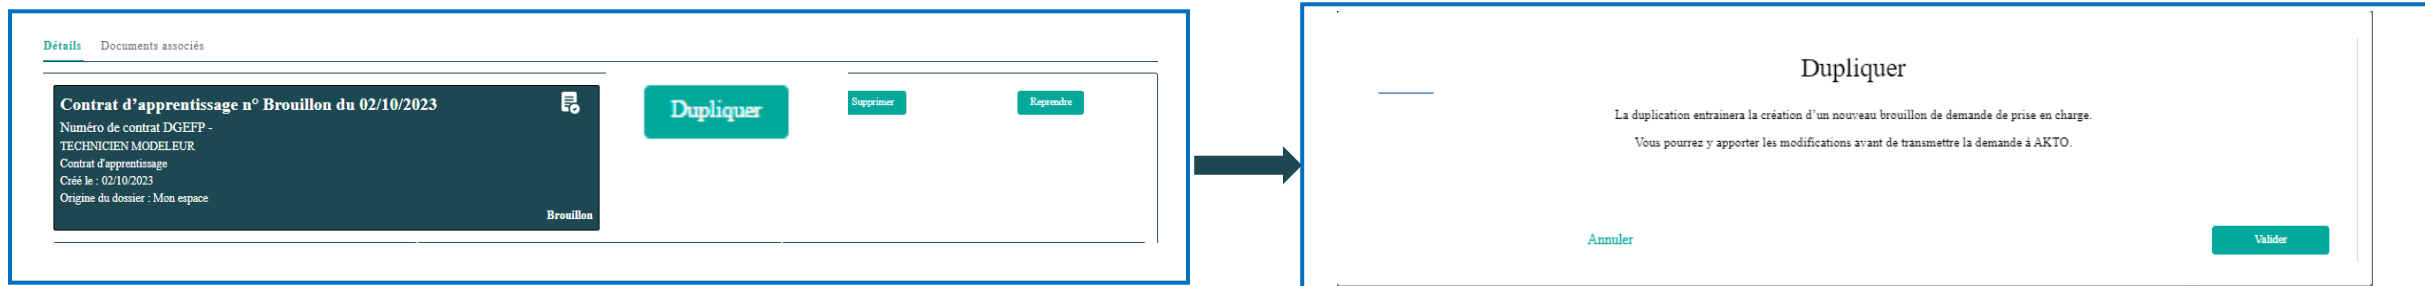 Détails Documents associés
Contrat d'apprentissage n° Brouillon du 02/10/2023
Numéro de contrat DGEFP -
TECHNICIEN MODELEUR
Contrat d'apprentissage
Créé le : 02/10/2023
Origine du dossier : Mon espace
Brouillon
Dupliquer
Supprimer
Reprendre
Dupliquer
La duplication entrainera la création d'un nouveau brouillon de demande de prise en charge.
Vous pourrez y apporter les modifications avant de transmettre la demande à AKTO.
Annuler
Valider